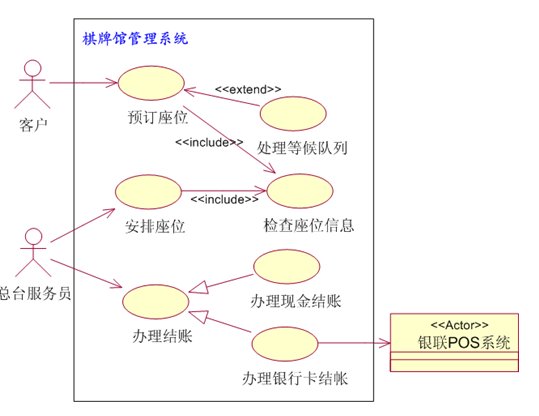 棋牌馆管理系统
<<extend>>
预订座位
客户
<<include>>
处理等候队列
<<include>>
安排座位
检查座位信息
总台服务员
办理现金结账
<<Actor>>
银联POS系统
办理结账
办理银行卡结帐